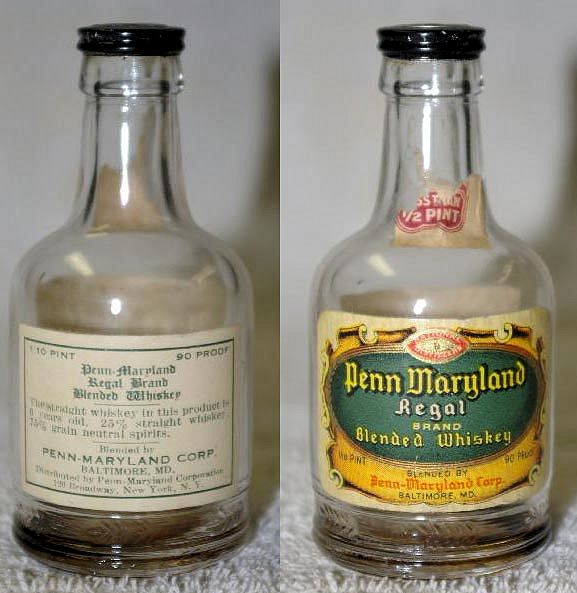 1/10 PINT 90 PROOF
Penn-Maryland
Regal Brand
Blended Whiskey
The straight whiskey in this product is
6 years old. 25% straight whiskey.
75% grain neutral spirits.
Blended by
PENN-MARYLAND CORP.
BALTIMORE, MD.
Distributed by Penn-Maryland Corporation
120 Broadway, New York, N. Y.
1/2 PINT
Penn Maryland
Regal
BRAND
Blended Whiskey
1/10 PINT 90 PROOF
BLENDED BY
Penn-Maryland Corp.
BALTIMORE, MD.